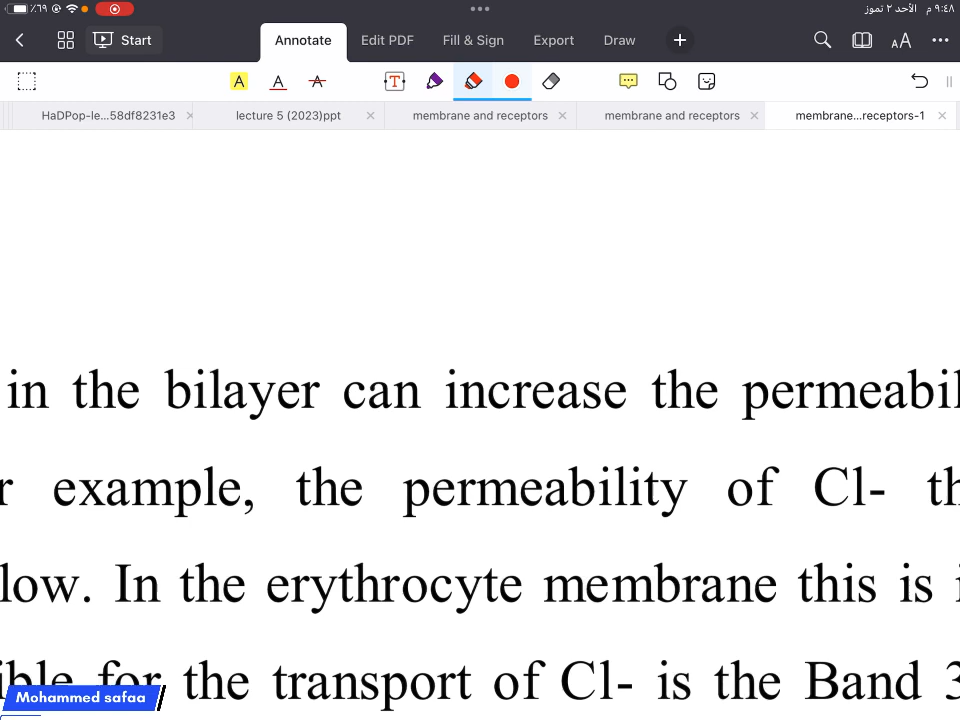 ٪٦٩ الأحد ٢ تموز ٩:٤٨ م
Start Annotate Edit PDF Fill & Sign Export Draw + AA
A A A T
HaDPop-le...58df8231e3 lecture 5 (2023)ppt membrane and receptors membrane and receptors membrane...receptors-1
in the bilayer can increase the permeabil
r example, the permeability of Cl- th
low. In the erythrocyte membrane this is i
ible for the transport of Cl- is the Band 3
Mohammed safaa